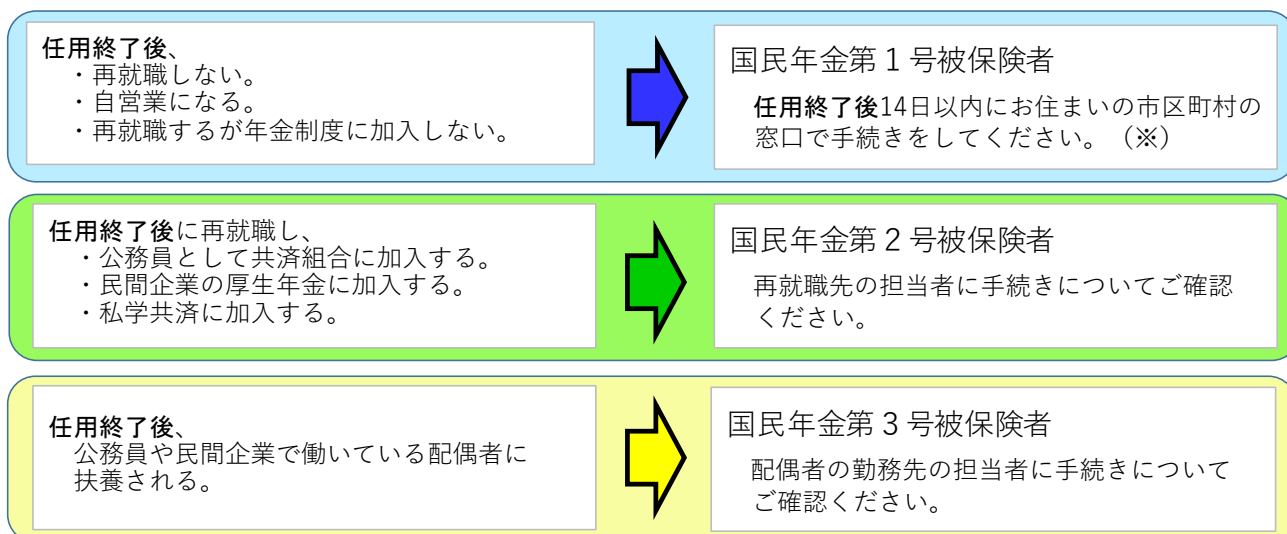 任用終了後、
・再就職しない。
・自営業になる。
・再就職するが年金制度に加入しない。
国民年金第１号被保険者
任用終了後14日以内にお住まいの市区町村の
窓口で手続きをしてください。（※）
任用終了後に再就職し、
・公務員として共済組合に加入する。
・民間企業の厚生年金に加入する。
・私学共済に加入する。
国民年金第２号被保険者
再就職先の担当者に手続きについてご確認
ください。
任用終了後、
公務員や民間企業で働いている配偶者に
扶養される。
国民年金第３号被保険者
配偶者の勤務先の担当者に手続きについて
ご確認ください。